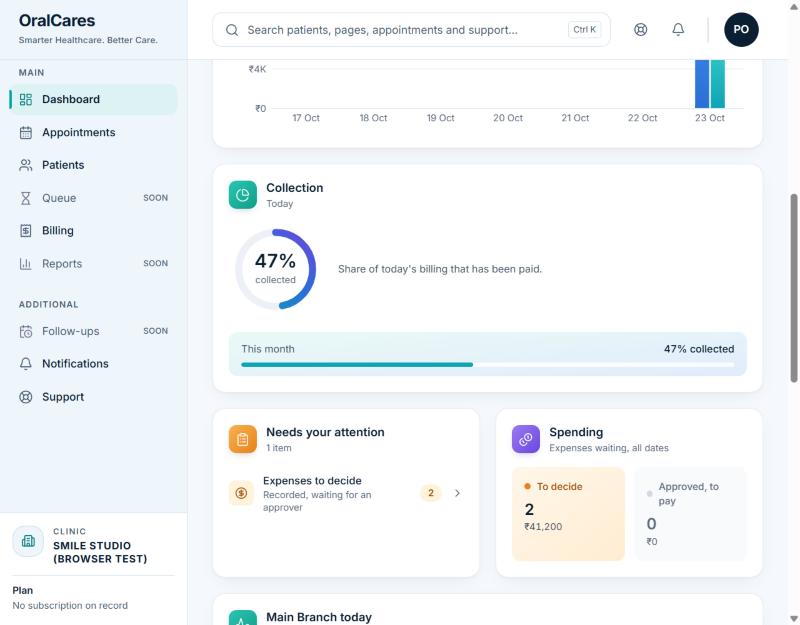 OralCares
Smarter Healthcare. Better Care.
MAIN
Dashboard
Appointments
Patients
Queue SOON
Billing
Reports SOON
ADDITIONAL
Follow-ups SOON
Notifications
Support
CLINIC
SMILE STUDIO
(BROWSER TEST)
Plan
No subscription on record
Search patients, pages, appointments and support... Ctrl K
PO
₹4K
₹0
17 Oct 18 Oct 19 Oct 20 Oct 21 Oct 22 Oct 23 Oct
Collection
Today
47%
collected
Share of today's billing that has been paid.
This month 47% collected
Needs your attention
1 item
Expenses to decide
Recorded, waiting for an
approver
2
Spending
Expenses waiting, all dates
To decide
2
₹41,200
Approved, to
pay
0
₹0
Main Branch today